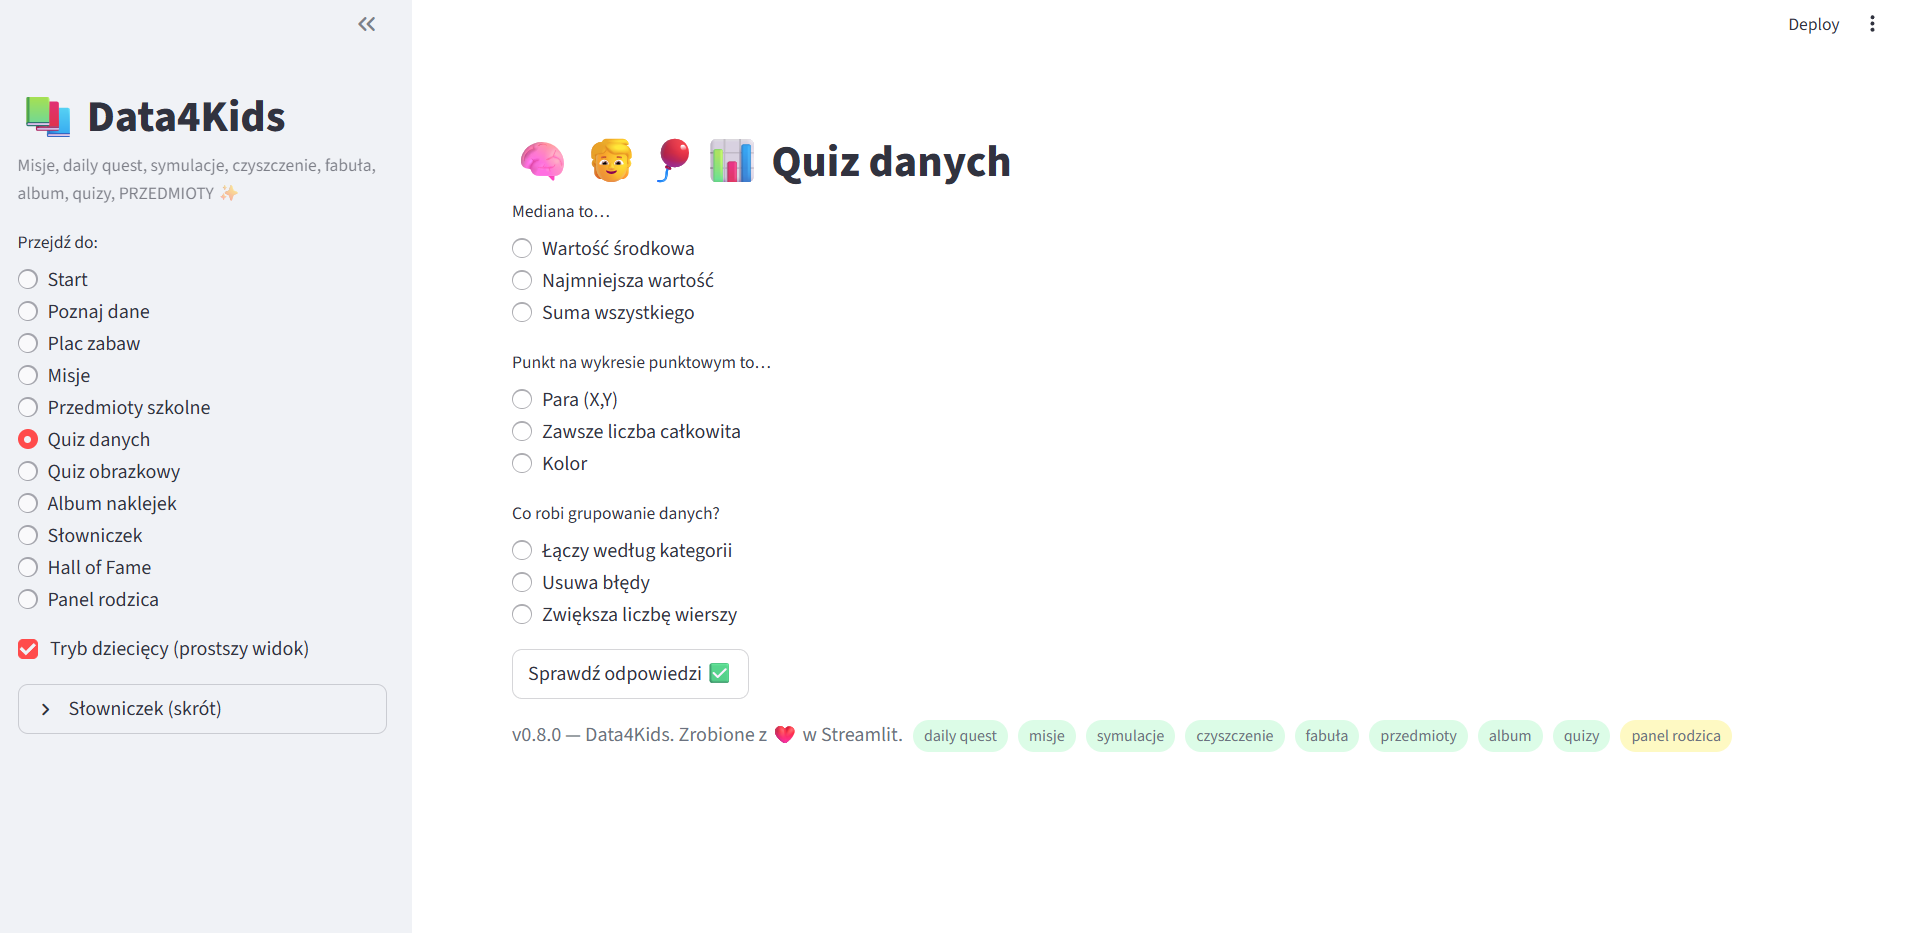 Deploy
Data4Kids
Misje, daily quest, symulacje, czyszczenie, fabuła,
album, quizy, PRZEDMIOTY ✨
Przejdź do:
Start
Poznaj dane
Plac zabaw
Misje
Przedmioty szkolne
Quiz danych
Quiz obrazkowy
Album naklejek
Słowniczek
Hall of Fame
Panel rodzica
Tryb dziecięcy (prostszy widok)
Słowniczek (skrót)
Quiz danych
Mediana to…
Wartość środkowa
Najmniejsza wartość
Suma wszystkiego
Punkt na wykresie punktowym to…
Para (X,Y)
Zawsze liczba całkowita
Kolor
Co robi grupowanie danych?
Łączy według kategorii
Usuwa błędy
Zwiększa liczbę wierszy
Sprawdź odpowiedzi ✅
v0.8.0 — Data4Kids. Zrobione z ❤️ w Streamlit. daily quest misje symulacje czyszczenie fabuła przedmioty album quizy panel rodzica